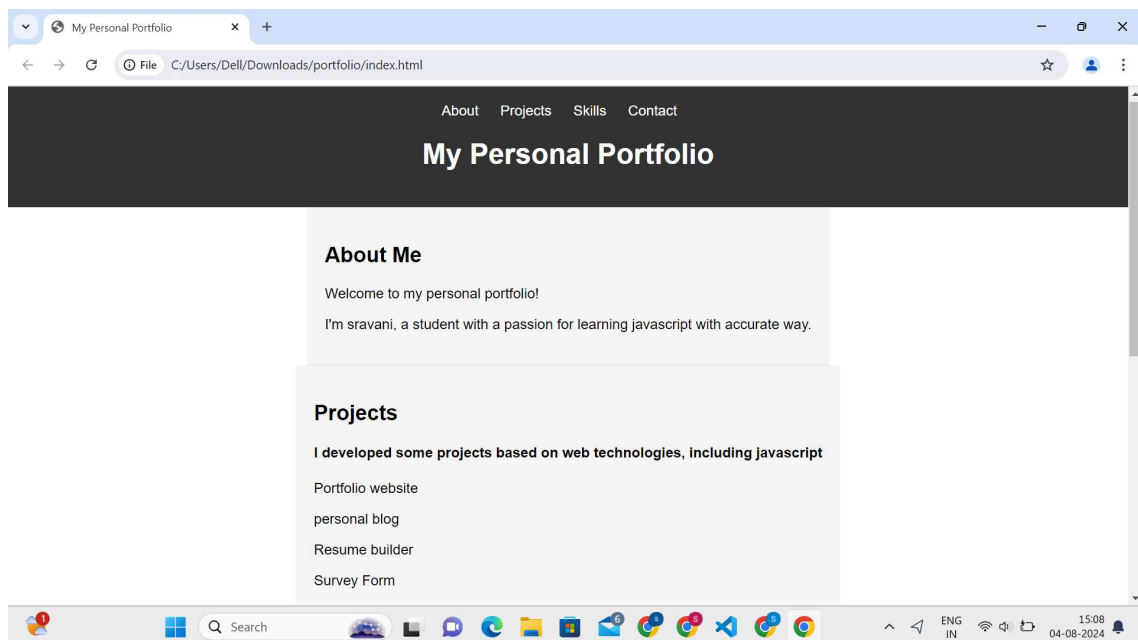 My Personal Portfolio
File C:/Users/Dell/Downloads/portfolio/index.html
About Projects Skills Contact
My Personal Portfolio
About Me
Welcome to my personal portfolio!
I'm sravani, a student with a passion for learning javascript with accurate way.
Projects
I developed some projects based on web technologies, including javascript
Portfolio website
personal blog
Resume builder
Survey Form
1
Search
6
S
S
S
ENG
IN
15:08
04-08-2024